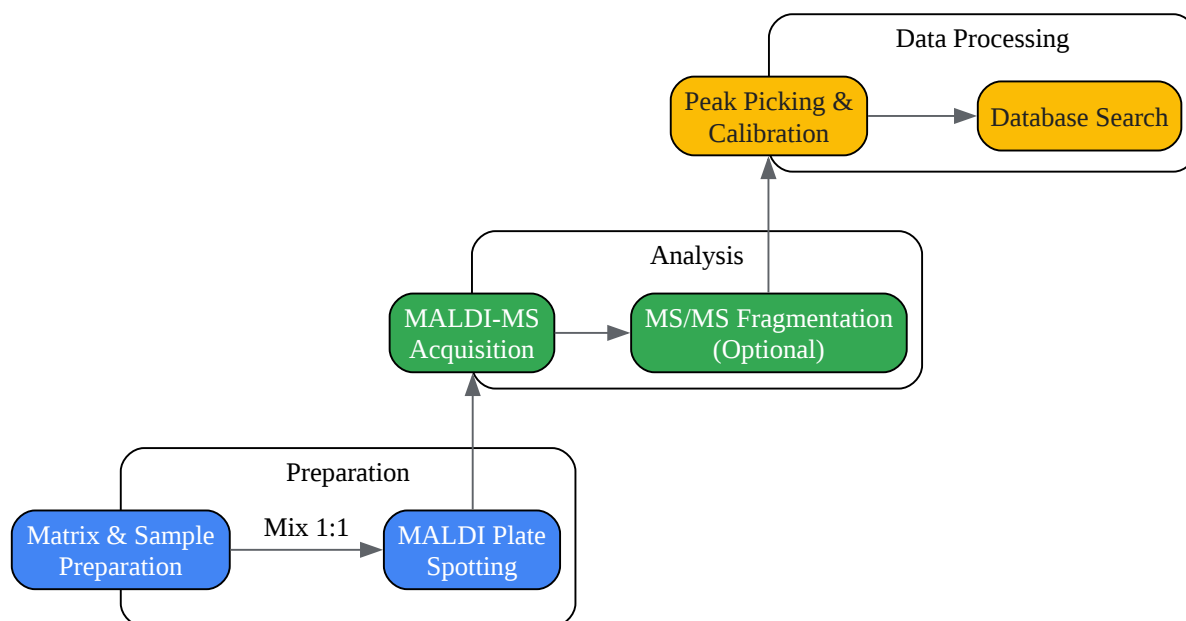 Data Processing
Peak Picking &
Calibration
Database Search
Analysis
MALDI-MS
Acquisition
MS/MS Fragmentation
(Optional)
Preparation
Matrix & Sample
Preparation
Mix 1:1
MALDI Plate
Spotting